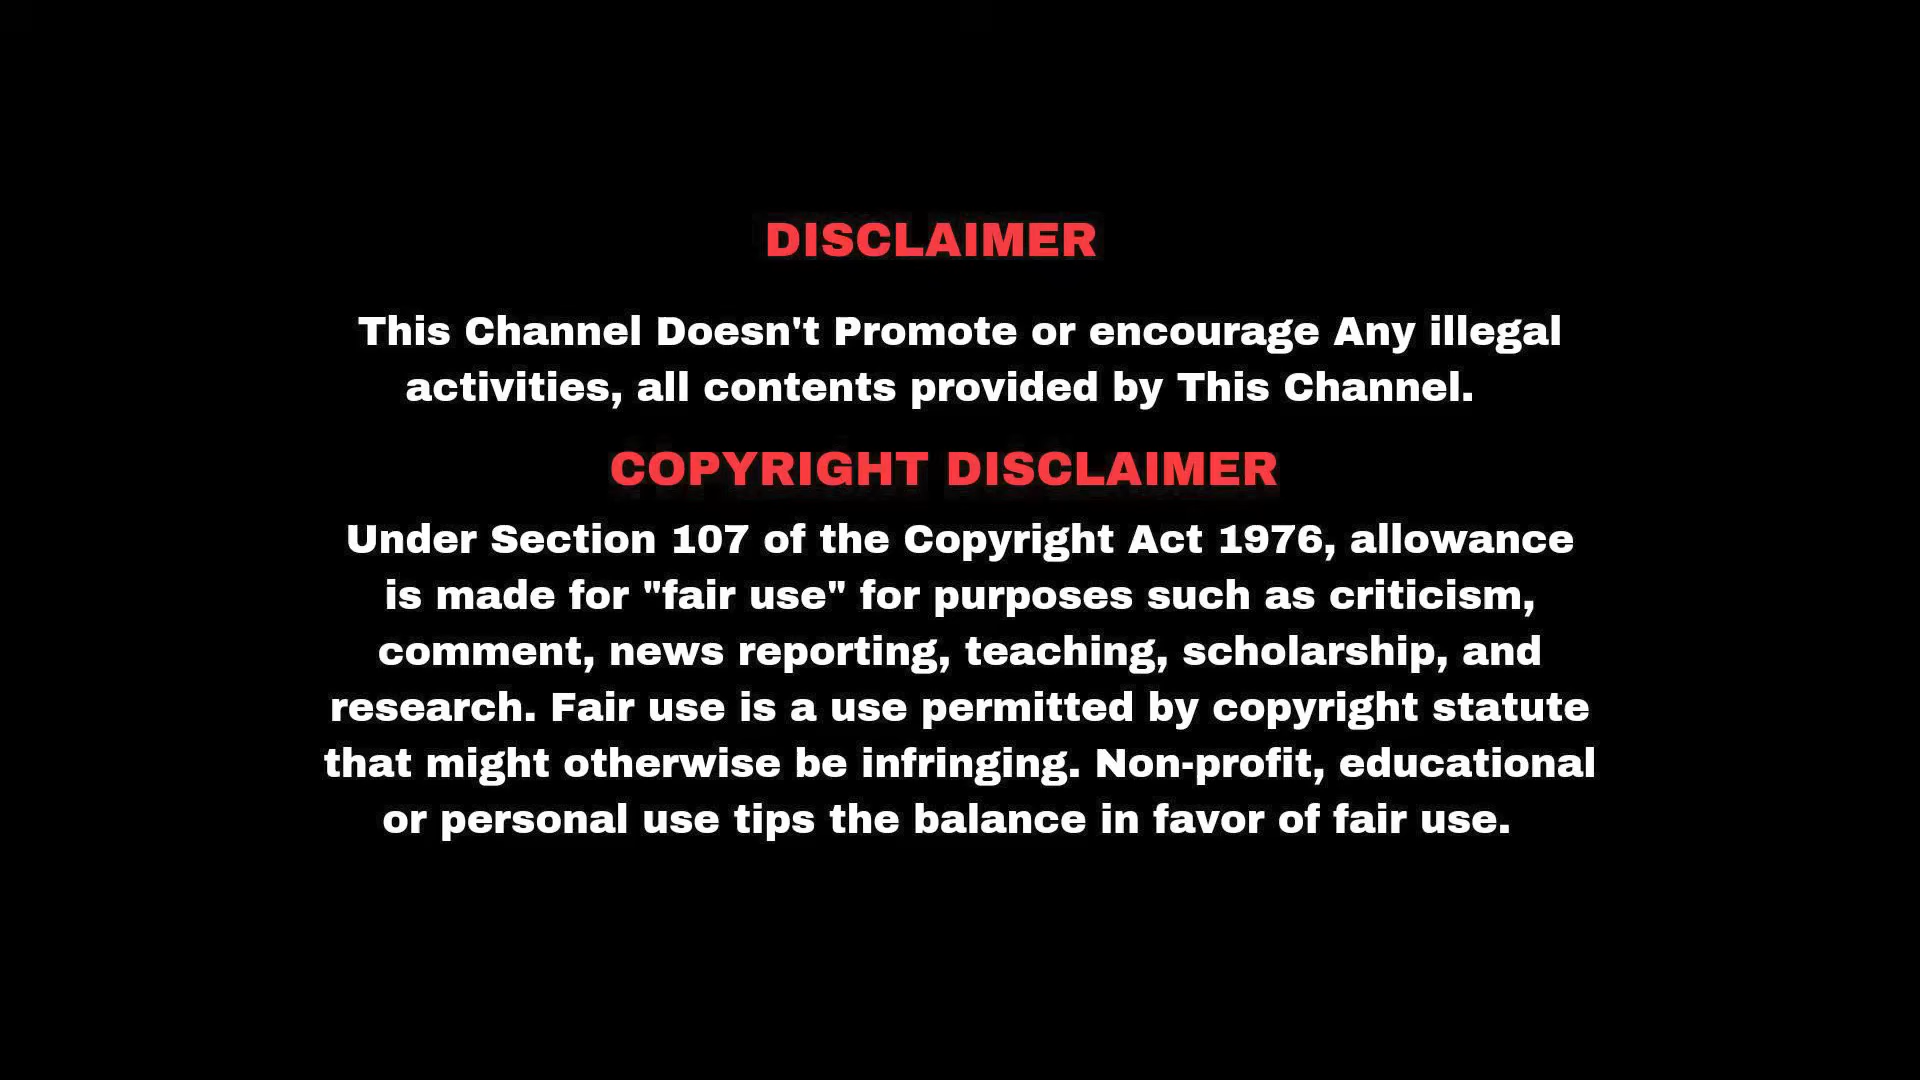 DISCLAIMER
This Channel Doesn't Promote or encourage Any illegal
activities, all contents provided by This Channel.
COPYRIGHT DISCLAIMER
Under Section 107 of the Copyright Act 1976, allowance
is made for "fair use" for purposes such as criticism,
comment, news reporting, teaching, scholarship, and
research. Fair use is a use permitted by copyright statute
that might otherwise be infringing. Non-profit, educational
or personal use tips the balance in favor of fair use.